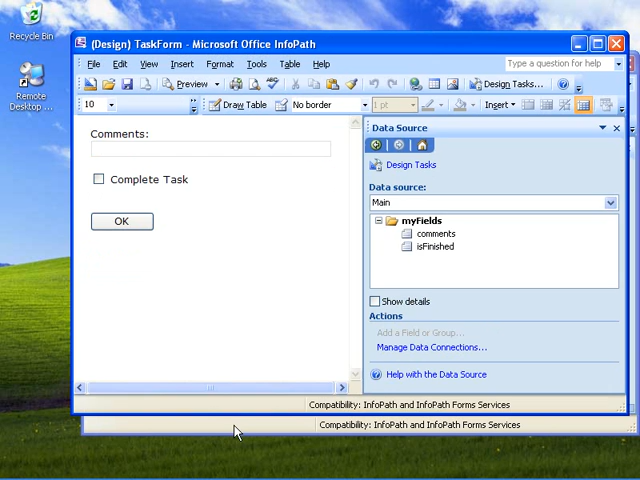 Recycle Bin
Remote
Desktop ...
(Design) TaskForm - Microsoft Office InfoPath
File Edit View Insert Format Tools Table Help
Type a question for help
Preview
Design Tasks...
10
Draw Table
No border
1 pt
Insert
Comments:
Complete Task
OK
Data Source
Design Tasks
Data source:
Main
myFields
comments
isFinished
Show details
Actions
Add a Field or Group...
Manage Data Connections...
Help with the Data Source
Compatibility: InfoPath and InfoPath Forms Services
Compatibility: InfoPath and InfoPath Forms Services